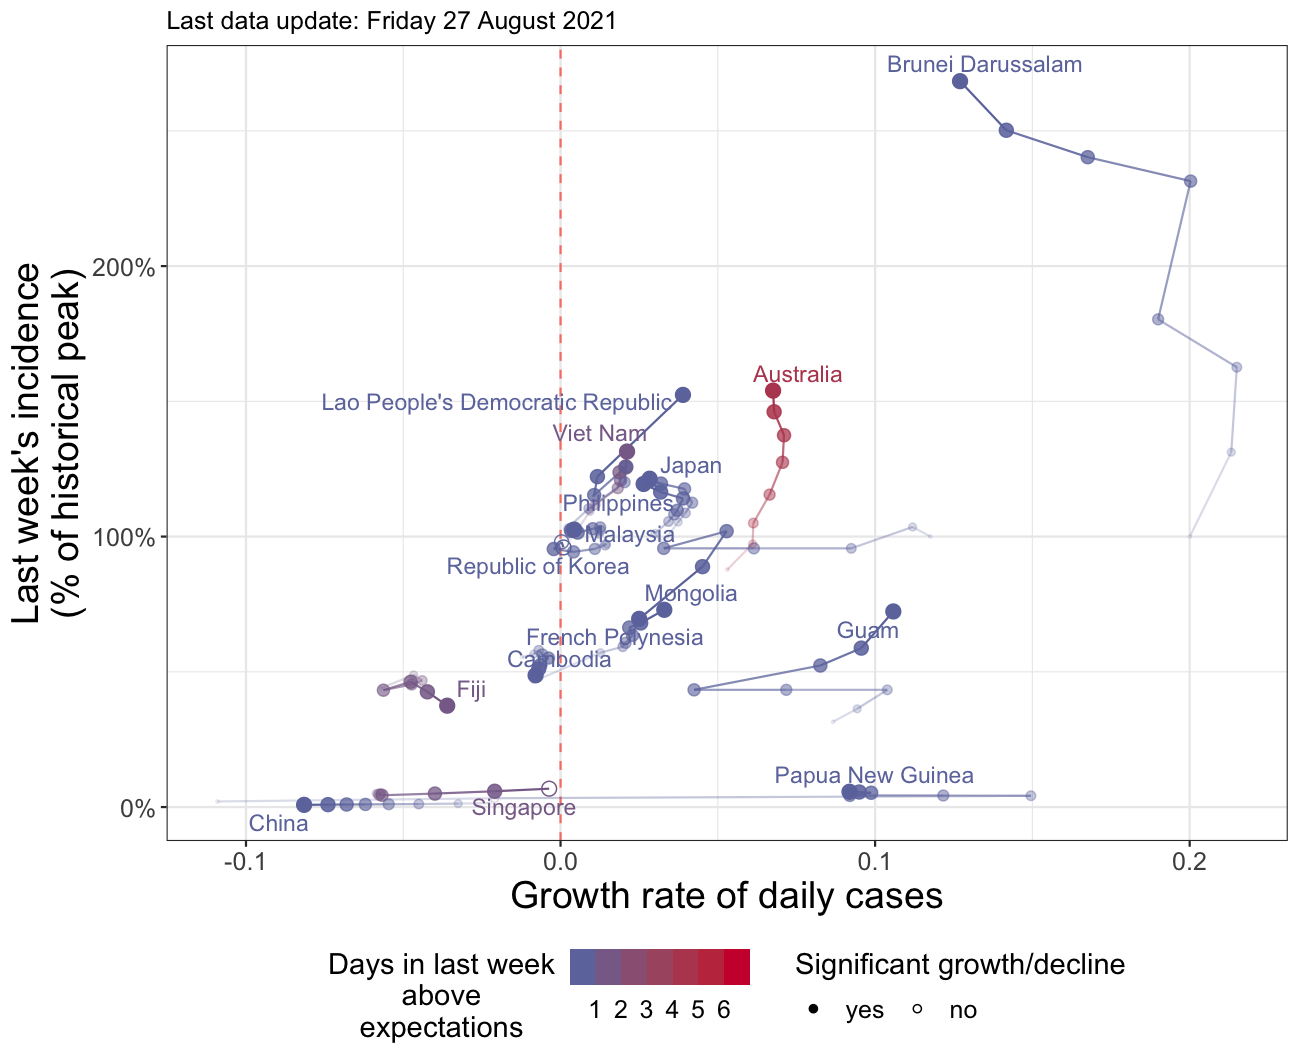 Last data update: Friday 27 August 2021
Last week's incidence
(% of historical peak)
200%
100%
0%
Brunei Darussalam
Australia
Lao People's Democratic Republic
Viet Nam
Japan
Philippines
Malaysia
Republic of Korea
Mongolia
Guam
French Polynesia
Cambodia
Fiji
Papua New Guinea
Singapore
China
-0.1
0.0
0.1
0.2
Growth rate of daily cases
Days in last week
above
expectations
1 2 3 4 5 6
Significant growth/decline
yes
no